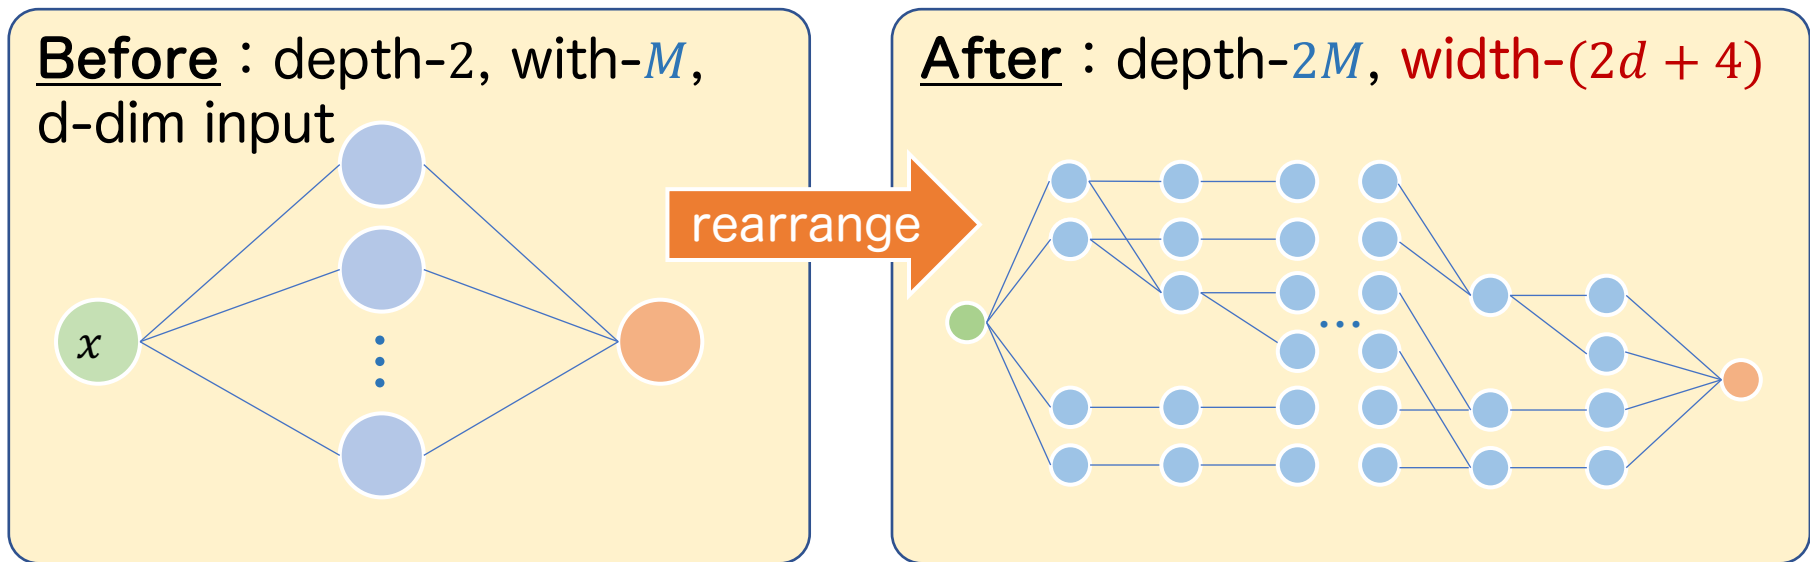 Before：depth-2, with-M,
d-dim input
x
⋮
rearrange
After：depth-2M, width-(2d + 4)
…